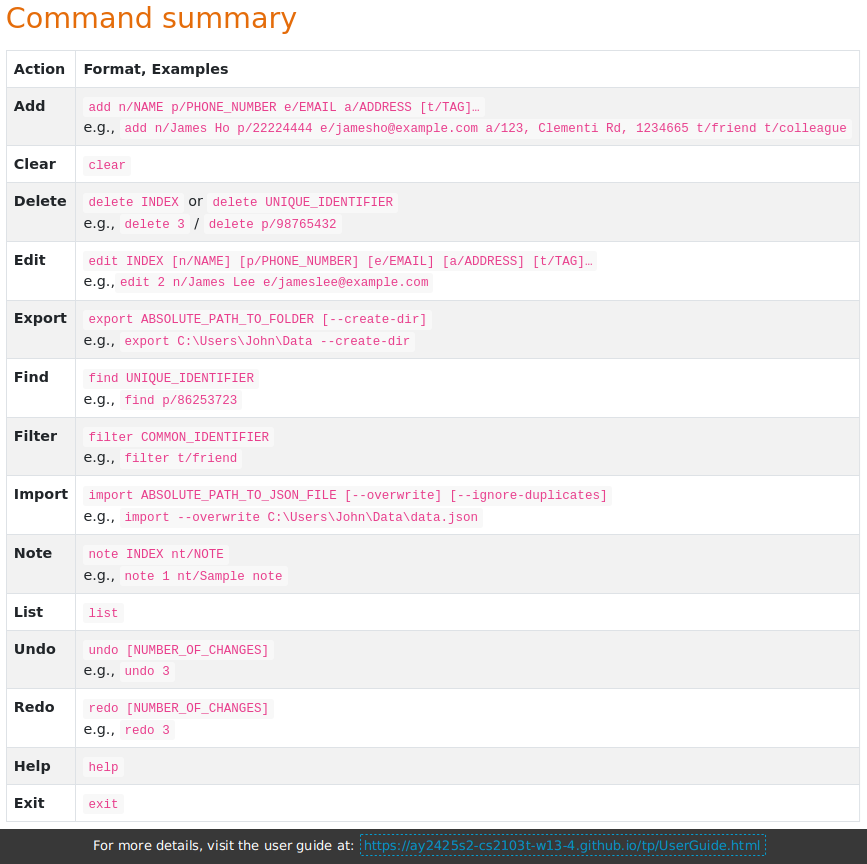 Command summary
Action Format, Examples
Add add n/NAME p/PHONE_NUMBER e/EMAIL a/ADDRESS [t/TAG]…
e.g., add n/James Ho p/22224444 e/jamesho@example.com a/123, Clementi Rd, 1234665 t/friend t/colleague
Clear clear
Delete delete INDEX or delete UNIQUE_IDENTIFIER
e.g., delete 3 / delete p/98765432
Edit edit INDEX [n/NAME] [p/PHONE_NUMBER] [e/EMAIL] [a/ADDRESS] [t/TAG]…
e.g., edit 2 n/James Lee e/jameslee@example.com
Export export ABSOLUTE_PATH_TO_FOLDER [--create-dir]
e.g., export C:\Users\John\Data --create-dir
Find find UNIQUE_IDENTIFIER
e.g., find p/86253723
Filter filter COMMON_IDENTIFIER
e.g., filter t/friend
Import import ABSOLUTE_PATH_TO_JSON_FILE [--overwrite] [--ignore-duplicates]
e.g., import --overwrite C:\Users\John\Data\data.json
Note note INDEX nt/NOTE
e.g., note 1 nt/Sample note
List list
Undo undo [NUMBER_OF_CHANGES]
e.g., undo 3
Redo redo [NUMBER_OF_CHANGES]
e.g., redo 3
Help help
Exit exit
For more details, visit the user guide at: https://ay2425s2-cs2103t-w13-4.github.io/tp/UserGuide.html